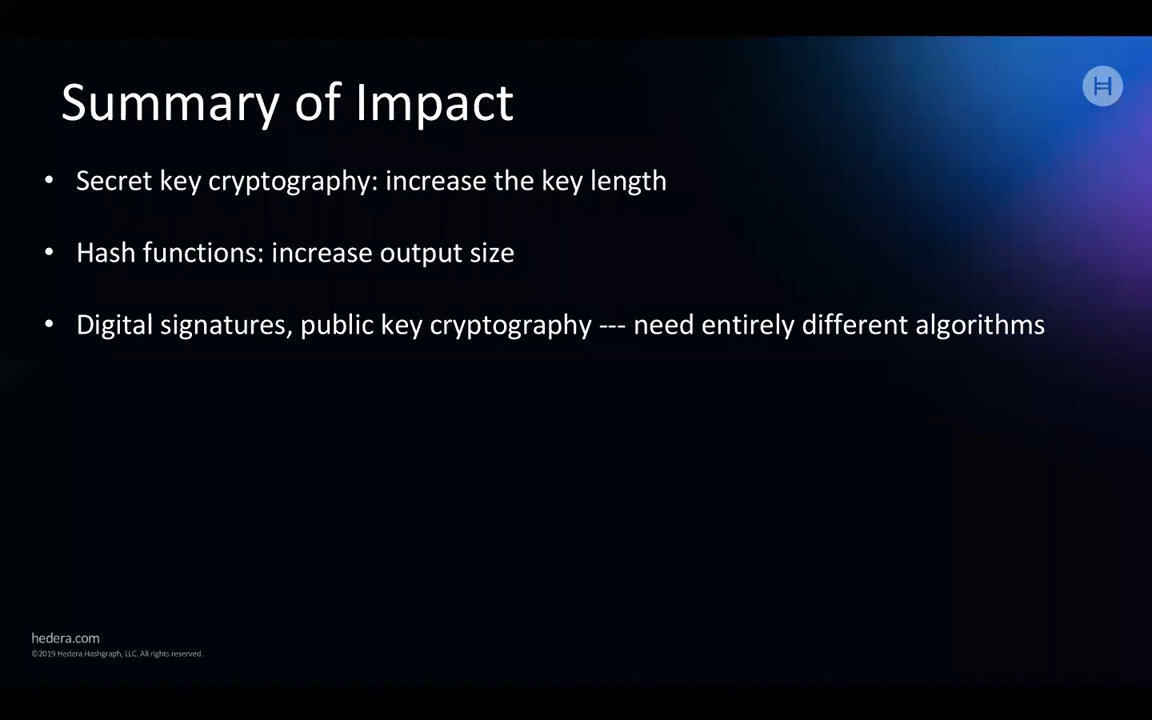 Summary of Impact
• Secret key cryptography: increase the key length
• Hash functions: increase output size
• Digital signatures, public key cryptography --- need entirely different algorithms
hedera.com
©2019 Hedera Hashgraph, LLC. All rights reserved.